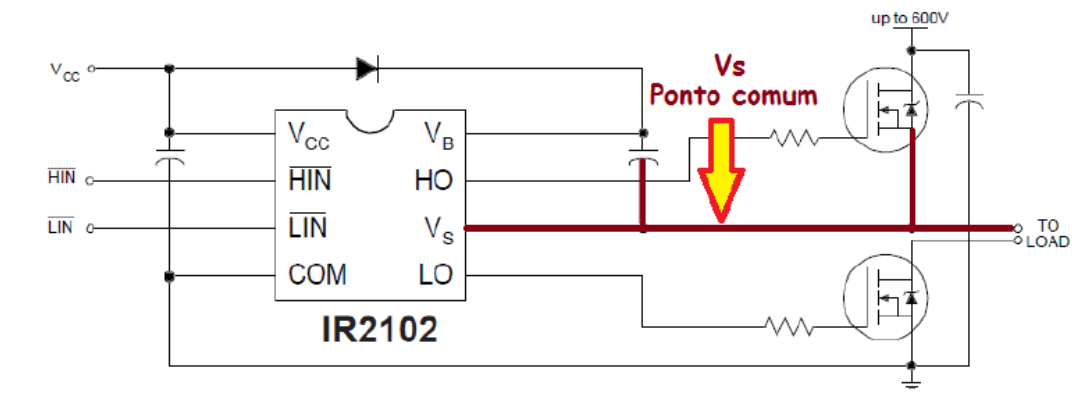 up to 600V
Vs
Ponto comum
VCC
VCC
VB
HIN
HIN
HO
LIN
LIN
VS
TO
LOAD
COM
LO
IR2102